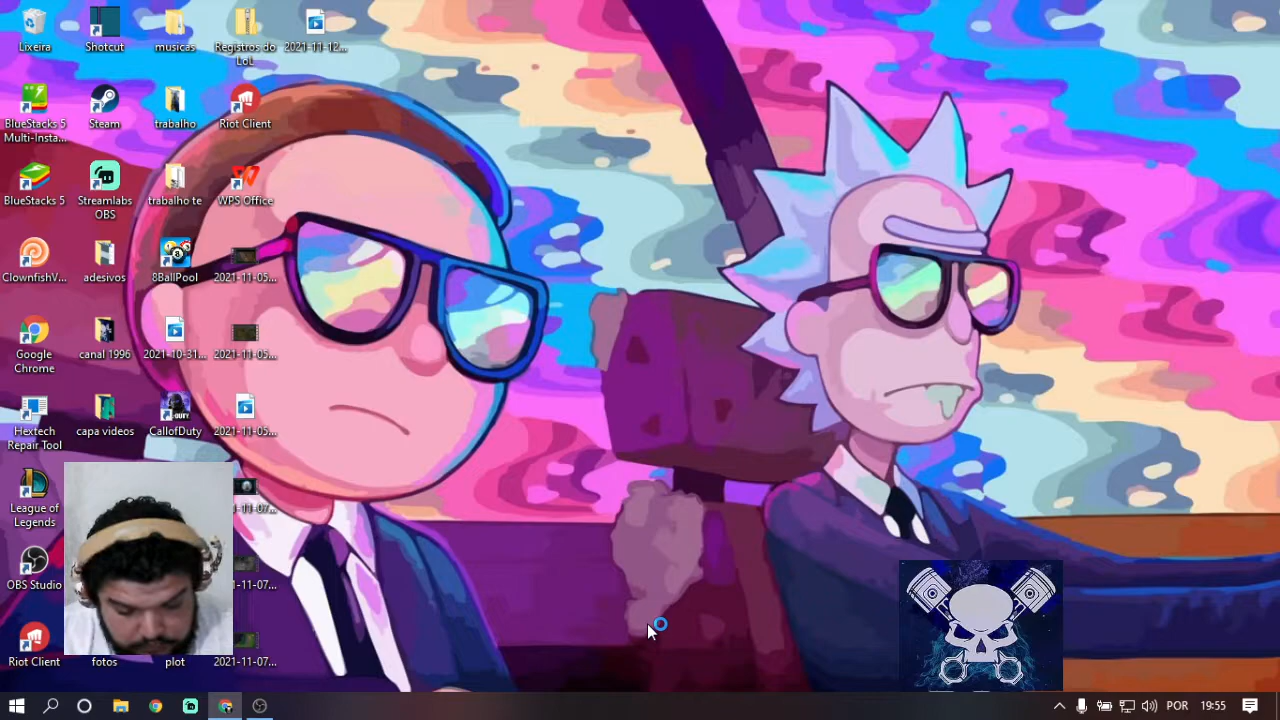 Lixeira
Shotcut
musicas
Registros do
LoL
2021-11-12...
BlueStacks 5
Multi-Insta...
Steam
trabalho
Riot Client
BlueStacks 5
Streamlabs
OBS
trabalho te
WPS Office
ClownfishV...
adesivos
8BallPool
2021-11-05...
Google
Chrome
canal 1996
2021-10-31...
2021-11-05...
Hextech
Repair Tool
capa videos
CallofDuty
2021-11-05...
League of
Legends
-11-07...
OBS Studio
-11-07...
Riot Client
fotos
plot
2021-11-07...
POR
19:55